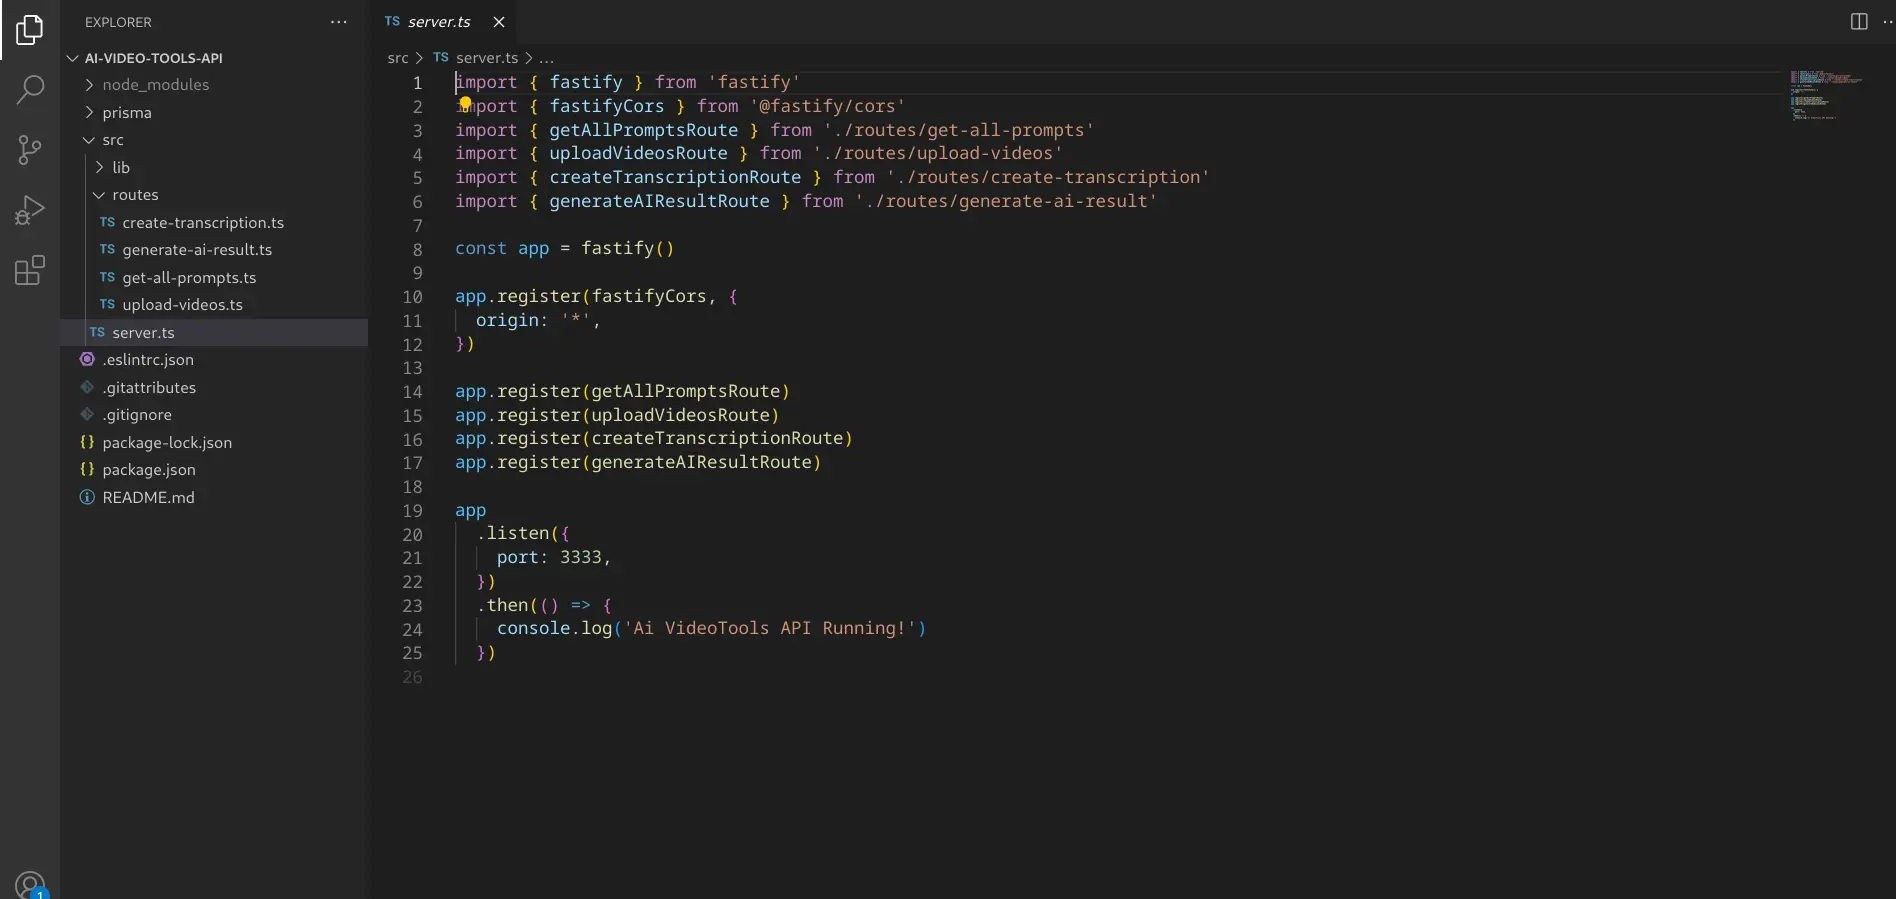 EXPLORER
AI-VIDEO-TOOLS-API
node_modules
prisma
src
lib
routes
TS create-transcription.ts
TS generate-ai-result.ts
TS get-all-prompts.ts
TS upload-videos.ts
TS server.ts
.eslintrc.json
.gitattributes
.gitignore
{} package-lock.json
{} package.json
README.md
1
TS server.ts
src > TS server.ts > ...
1 import { fastify } from 'fastify'
2 import { fastifyCors } from '@fastify/cors'
3 import { getAllPromptsRoute } from './routes/get-all-prompts'
4 import { uploadVideosRoute } from './routes/upload-videos'
5 import { createTranscriptionRoute } from './routes/create-transcription'
6 import { generateAIResultRoute } from './routes/generate-ai-result'
7
8 const app = fastify()
9
10 app.register(fastifyCors, {
11 origin: '*',
12 })
13
14 app.register(getAllPromptsRoute)
15 app.register(uploadVideosRoute)
16 app.register(createTranscriptionRoute)
17 app.register(generateAIResultRoute)
18
19 app
20 .listen({
21 port: 3333,
22 })
23 .then(() => {
24 console.log('Ai VideoTools API Running!')
25 })
26